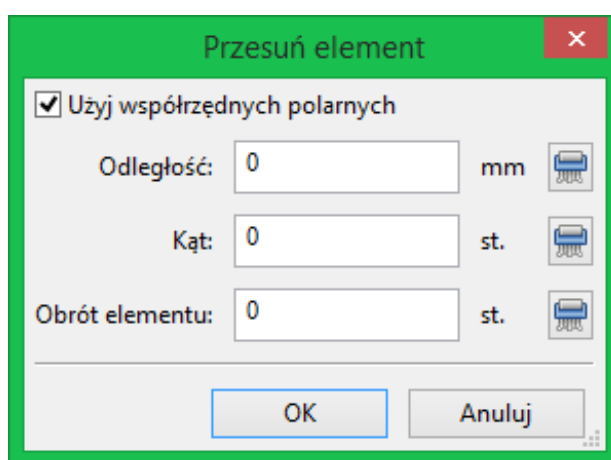 Przesuń element
Użyj współrzędnych polarnych
Odległość: 0 mm
Kąt: 0 st.
Obrót elementu: 0 st.
OK Anuluj